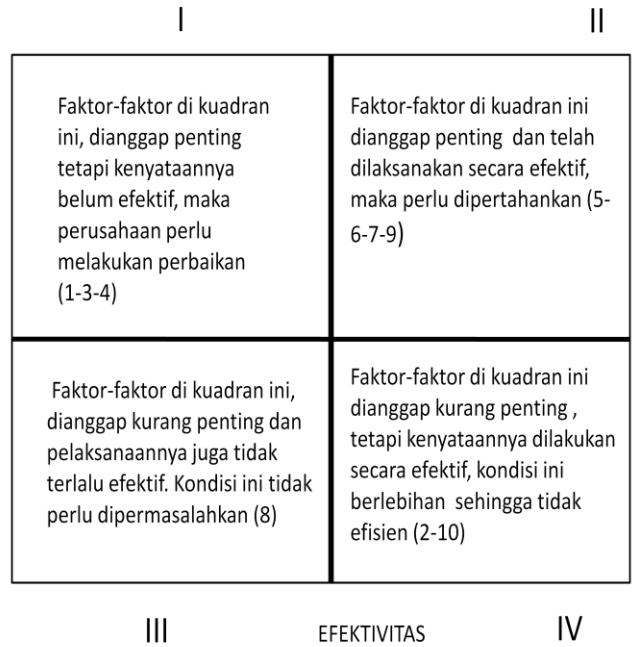 I
II
Faktor-faktor di kuadran
ini, dianggap penting
tetapi kenyataannya
belum efektif, maka
perusahaan perlu
melakukan perbaikan
(1-3-4)
Faktor-faktor di kuadran ini
dianggap penting dan telah
dilaksanakan secara efektif,
maka perlu dipertahankan (5-
6-7-9)
Faktor-faktor di kuadran ini,
dianggap kurang penting dan
pelaksanaannya juga tidak
terlalu efektif. Kondisi ini tidak
perlu dipermasalahkan (8)
Faktor-faktor di kuadran ini
dianggap kurang penting ,
tetapi kenyataannya dilakukan
secara efektif, kondisi ini
berlebihan sehingga tidak
efisien (2-10)
III
EFEKTIVITAS
IV